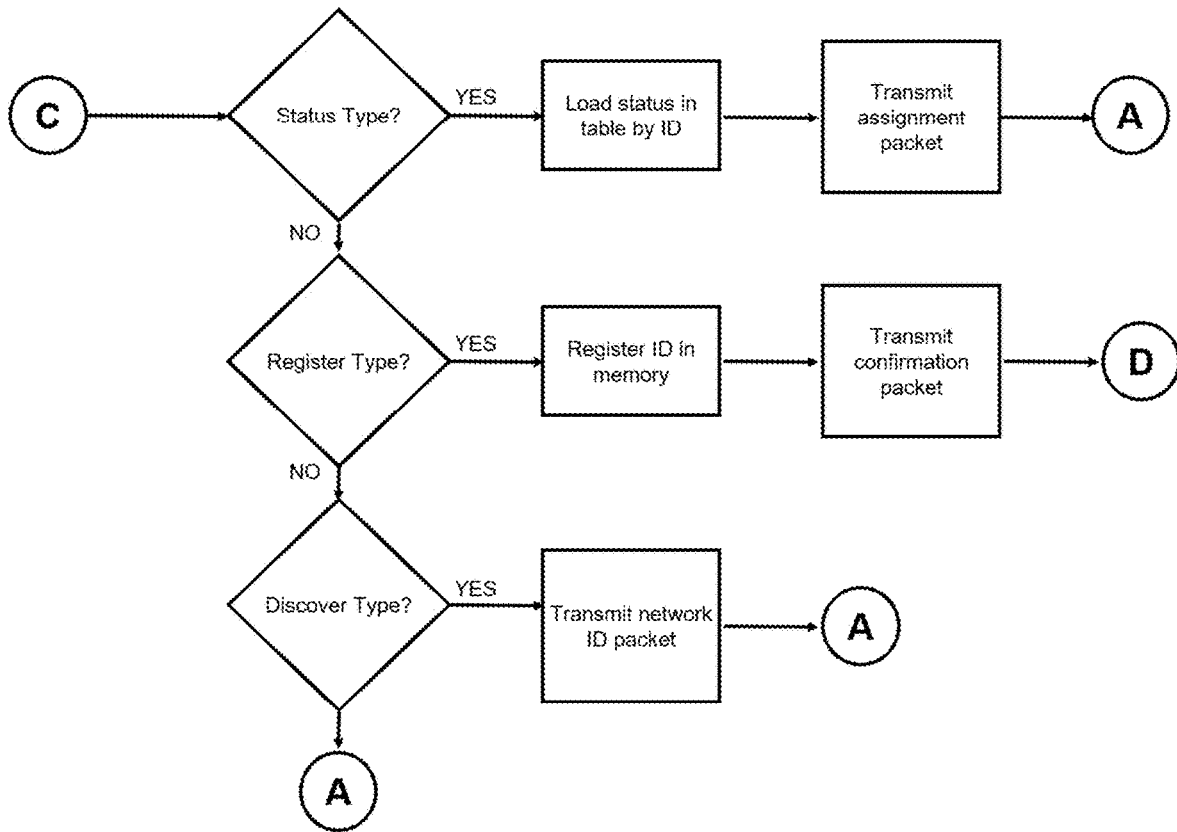 C
Status Type?
YES
Load status in
table by ID
Transmit
assignment
packet
A
NO
Register Type?
YES
Register ID in
memory
Transmit
confirmation
packet
D
NO
Discover Type?
YES
Transmit network
ID packet
A
A